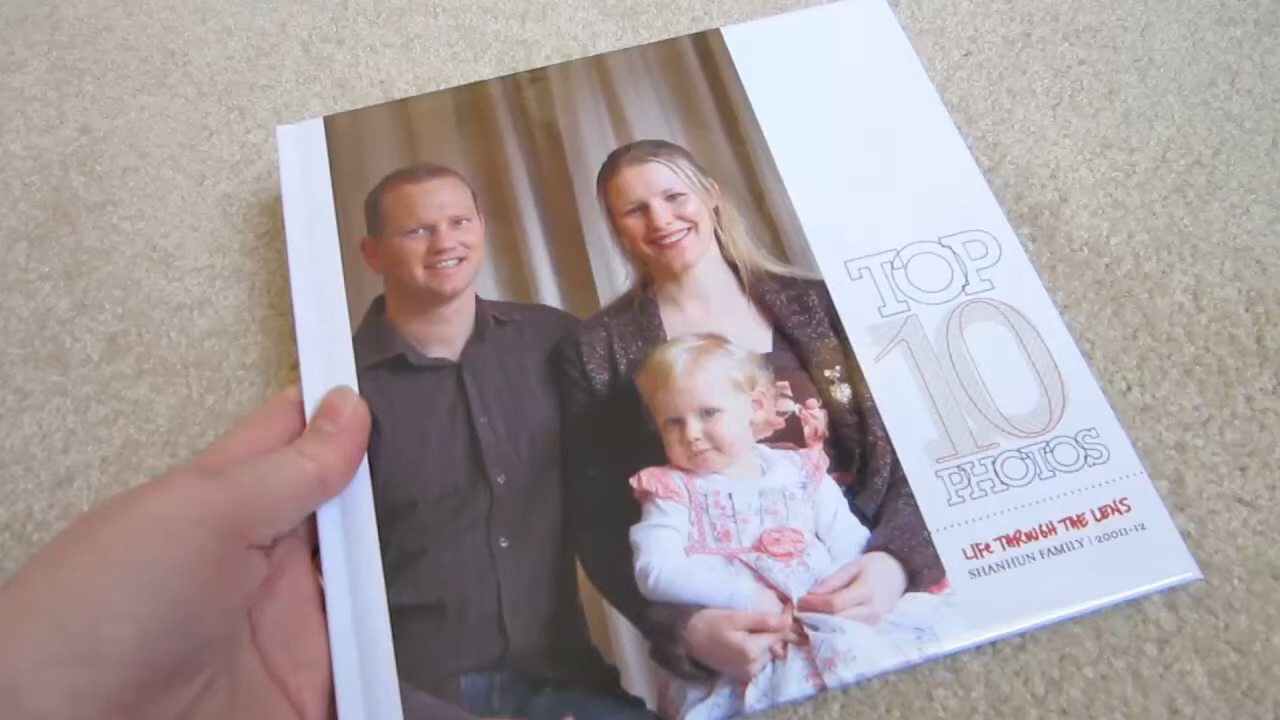 TOP
10
PHOTOS
LIFE THROUGH THE LENS
SHANHUN FAMILY | 20011-12